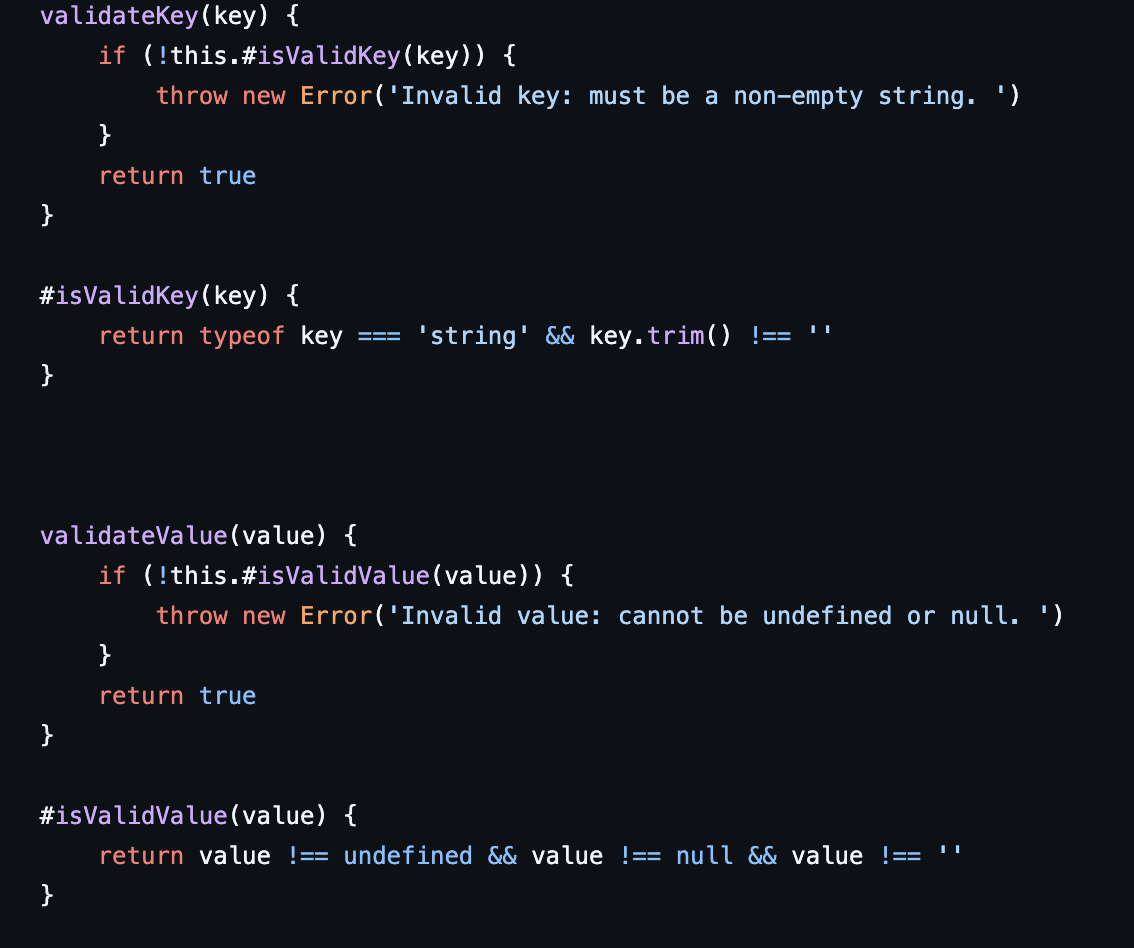 validateKey(key) {
    if (!this.#isValidKey(key)) {
        throw new Error('Invalid key: must be a non-empty string. ')
    }
    return true
}

#isValidKey(key) {
    return typeof key === 'string' && key.trim() !== ''
}

validateValue(value) {
    if (!this.#isValidValue(value)) {
        throw new Error('Invalid value: cannot be undefined or null. ')
    }
    return true
}

#isValidValue(value) {
    return value !== undefined && value !== null && value !== ''
}